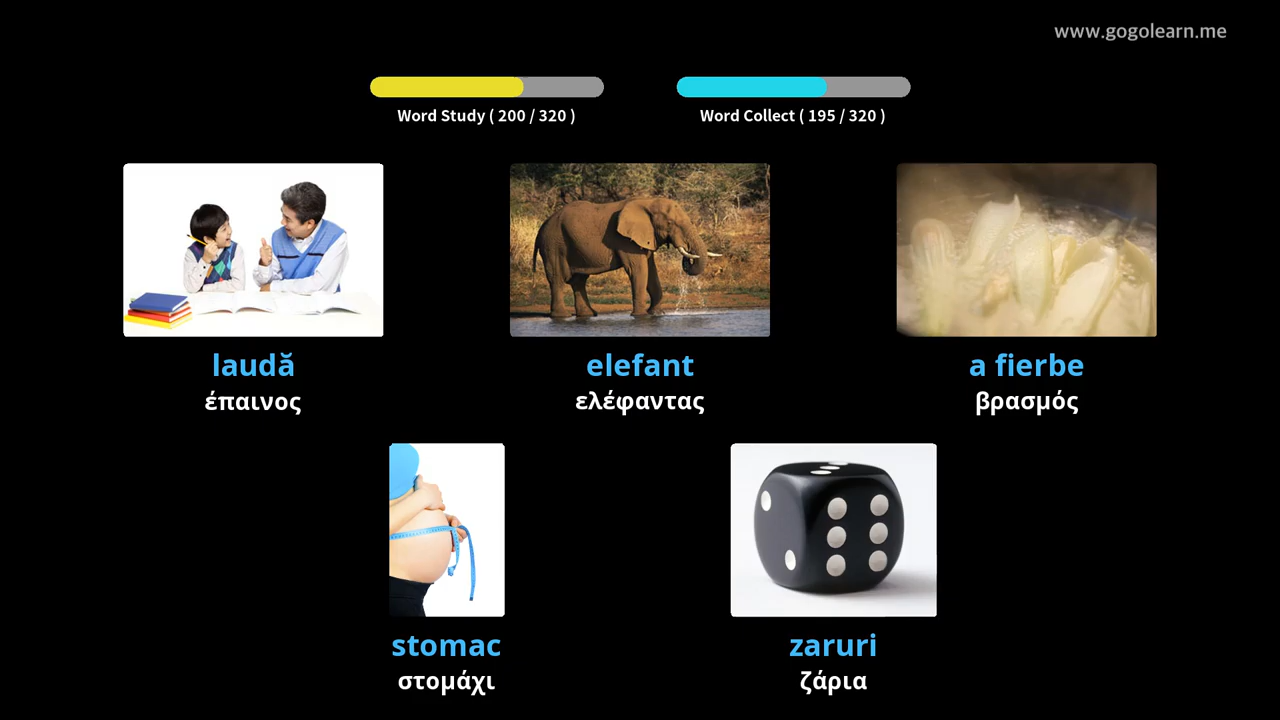 www.gogolearn.me
Word Study ( 200 / 320 )
Word Collect ( 195 / 320 )
laudă
έπαινος
elefant
ελέφαντας
a fierbe
βρασμός
stomac
στομάχι
zaruri
ζάρια